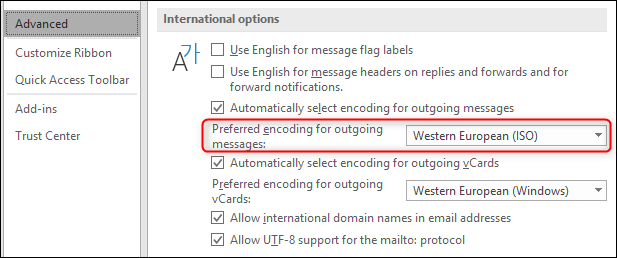 Advanced
Customize Ribbon
Quick Access Toolbar
Add-ins
Trust Center
International options
A가
Use English for message flag labels
Use English for message headers on replies and forwards and for
forward notifications.
Automatically select encoding for outgoing messages
Preferred encoding for outgoing
messages:
Western European (ISO)
Automatically select encoding for outgoing vCards
Preferred encoding for outgoing
vCards:
Western European (Windows)
Allow international domain names in email addresses
Allow UTF-8 support for the mailto: protocol